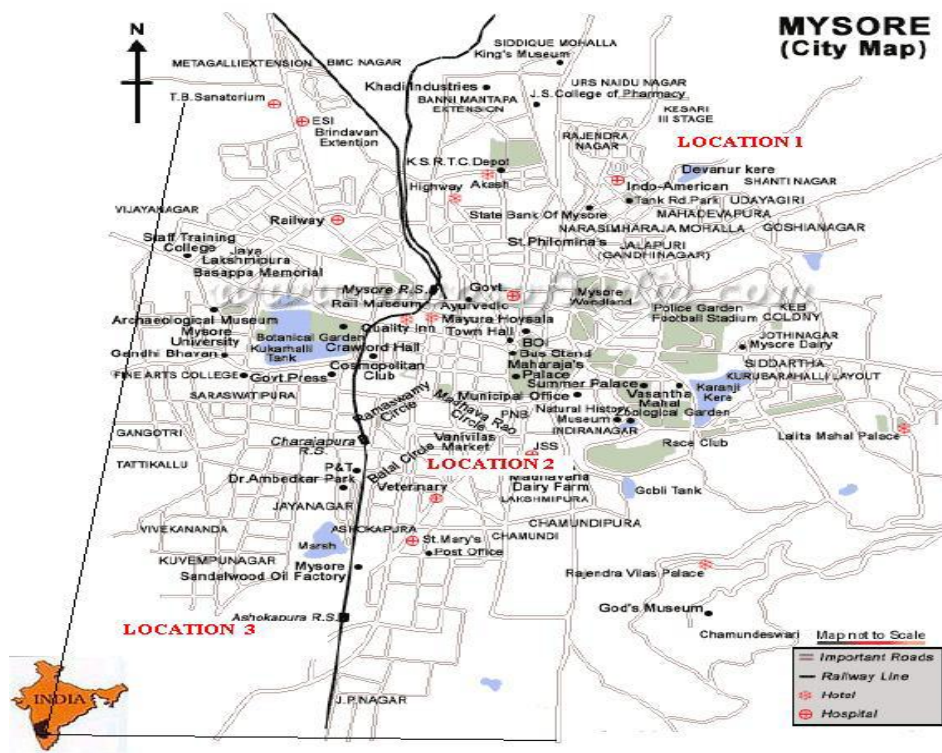 MYSORE
(City Map)
N
SIDDIQUE MOHALLA
King's Museum
METAGALLIEXTENSION
BMC NAGAR
URS NAIDU NAGAR
Khadi Industries
J.S.College of Pharmacy
T.B.Sanatorium
BANNI MANTAPA
EXTENSION
KESARI
III STAGE
ESI
Brindavan
Extention
RAJENDRA
NAGAR
LOCATION 1
K.S.R.T.C.Depot
Devanur kere
Highway
Akash
Indo-American
SHANTI NAGAR
Tank Rd.Park
UDAYAGIRI
VIJAYANAGAR
Railway
State Bank Of Mysore
MAHADEVAPURA
NARASIMHARAJA MOHALLA
GOSHIANAGAR
Staff Training
College
Jaya
Lakshmipura
St.Philomina's
JALAPURI
(GANDHINAGAR)
Basappa Memorial
Mysore R.S.
Govt
Ayurvedic
Mysore
Wandland
Rail Museum
Police Garden
Football Stadium
KEB
COLONY
Archaeological Museum
Mysore
University
Botanical Garden
Quality Inn
Mayura Hoysala
Town Hall
JOTHINAGAR
Mysore Dairy
Kukarnalli
Tank
Crawford Hall
BOI
Gandhi Bhavan
Cosmopolitan
Club
Bus Stand
Maharaja's
Palace
SIDDARTHA
FINE ARTS COLLEGE
Govt Press
Summer Palace
KURUBARAHALLI LAYOUT
Karanji
Kere
SARASWATIPURA
Ramaswamy
Circle
Madhava Rao
Circle
Municipal Office
Vasantha
Mahal
PNB
Natural History
Museum
Zoological Garden
GANGOTRI
Charajapura
R.S.
Vanivilas
Market
INDIRANAGAR
Lalita Mahal Palace
Race Club
Balal Circle
JSS
TATTIKALLU
P&T
LOCATION 2
Dr.Ambedkar Park
Veterinary
Madhavana
Dairy Farm
Gobli Tank
JAYANAGAR
LAKSHMIPURA
VIVEKANANDA
ASHOKAPURA
CHAMUNDIPURA
Marsh
St.Mary's
CHAMUNDI
KUVEMPUNAGAR
Post Office
Mysore
Sandalwood Oil Factory
Rajendra Vilas Palace
God's Museum
LOCATION 3
Ashokapura R.S.
Chamundeswari
Map not to Scale
Important Roads
Railway Line
Hotel
Hospital
INDIA
J.P.NAGAR